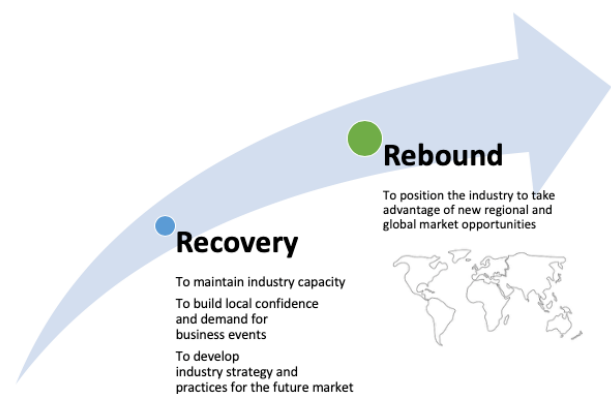 Rebound
To position the industry to take
advantage of new regional and
global market opportunities
Recovery
To maintain industry capacity
To build local confidence
and demand for
business events
To develop
industry strategy and
practices for the future market